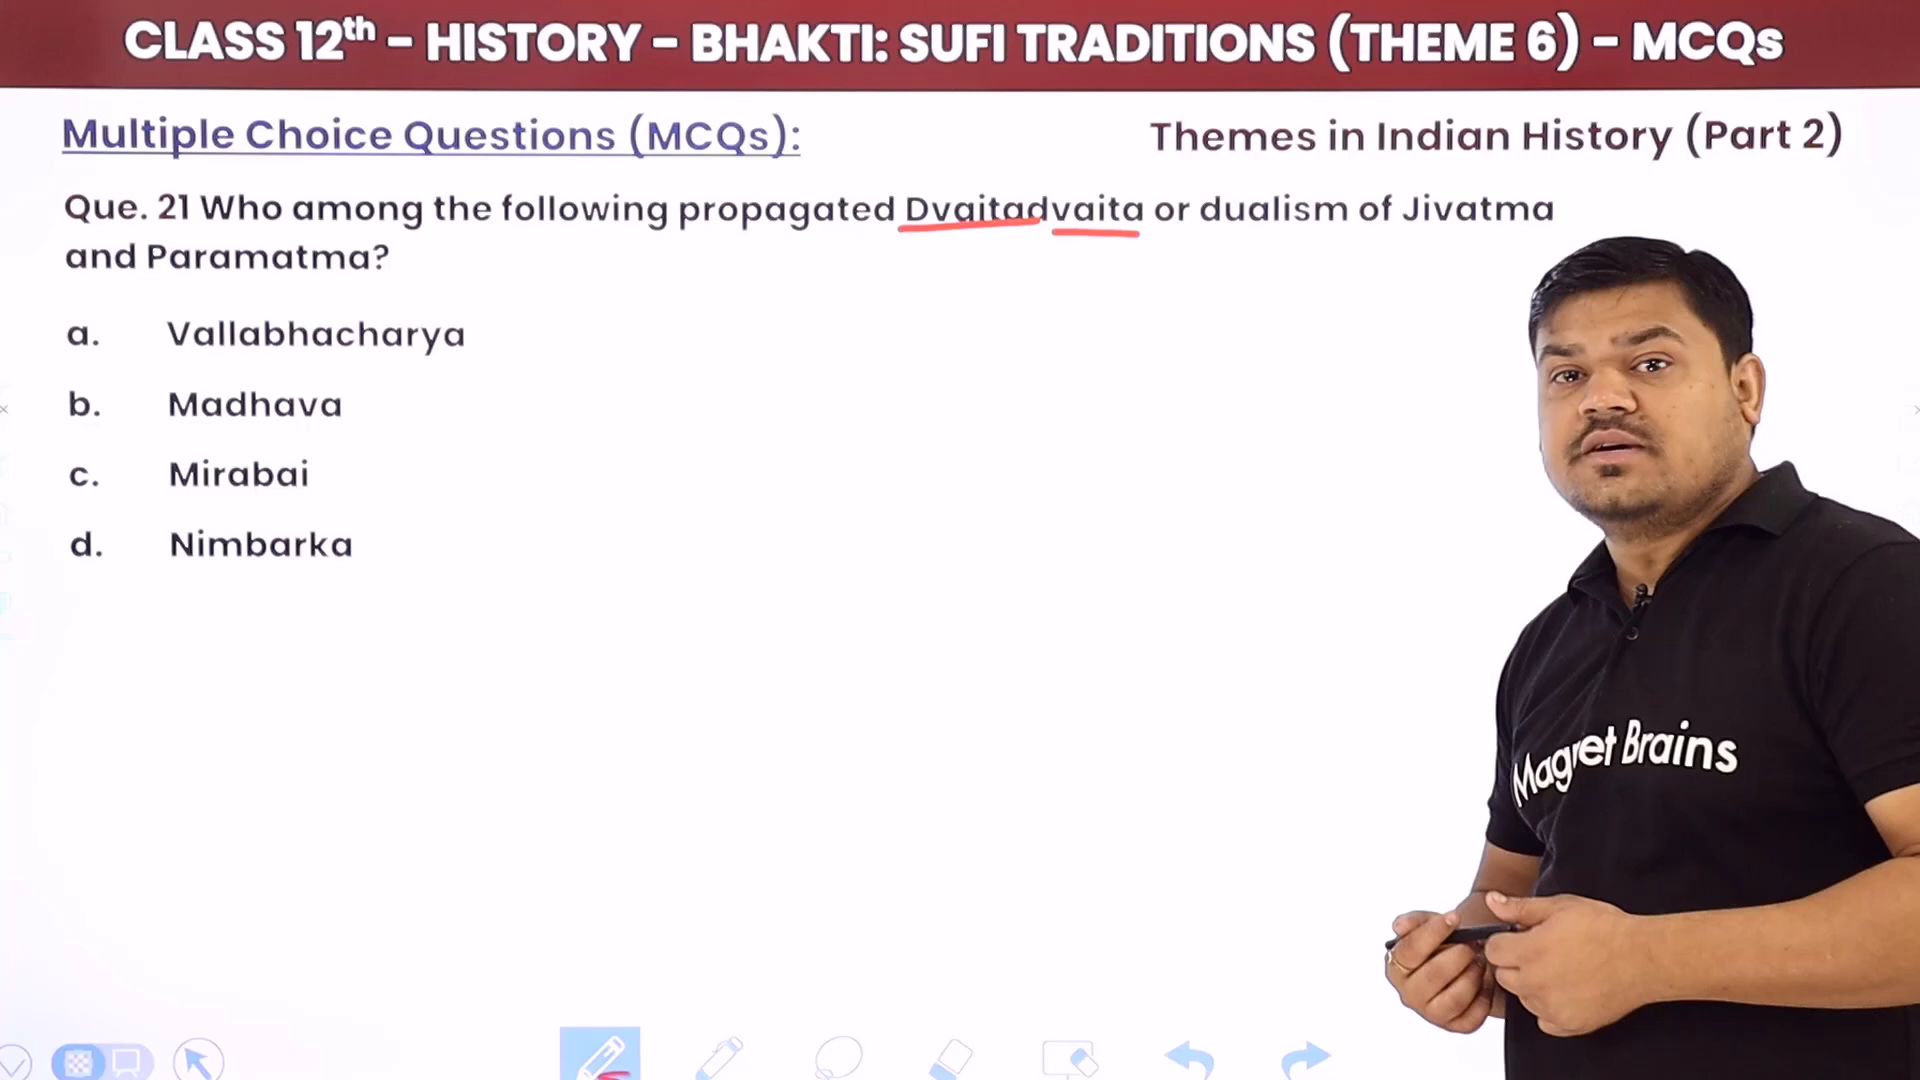 CLASS 12th – HISTORY – BHAKTI: SUFI TRADITIONS (THEME 6) – MCQs
Multiple Choice Questions (MCQs):
Themes in Indian History (Part 2)
Que. 21 Who among the following propagated Dvaitadvaita or dualism of Jivatma
and Paramatma?
a. Vallabhacharya
b. Madhava
c. Mirabai
d. Nimbarka
Magnet Brains